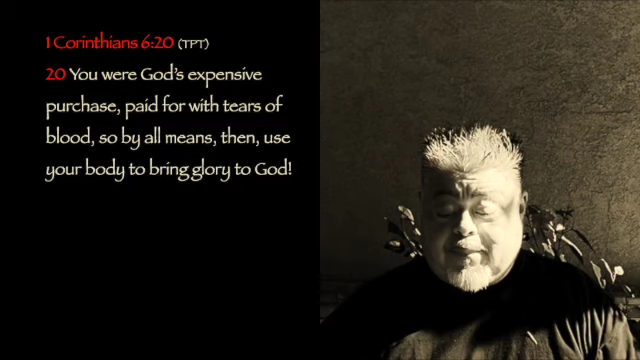 1 Corinthians 6:20 (TPT)
20 You were God's expensive
purchase, paid for with tears of
blood, so by all means, then, use
your body to bring glory to God!